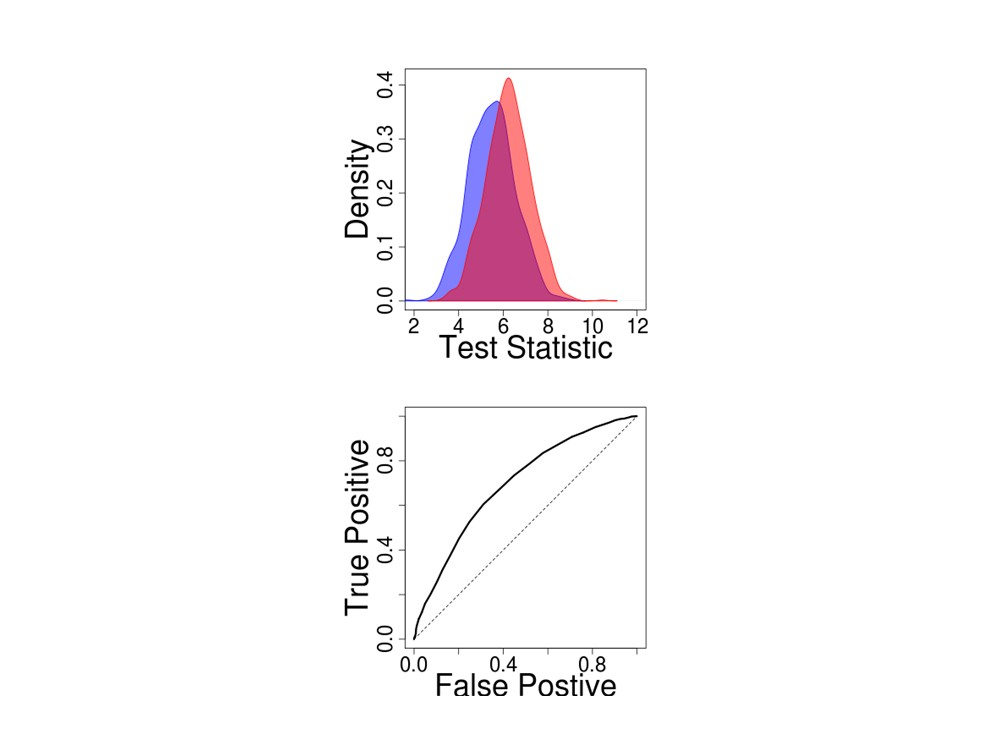 Density
0.0 0.1 0.2 0.3 0.4
2 4 6 8 10 12
Test Statistic
True Positive
0.0 0.4 0.8
0.0 0.4 0.8
False Postive